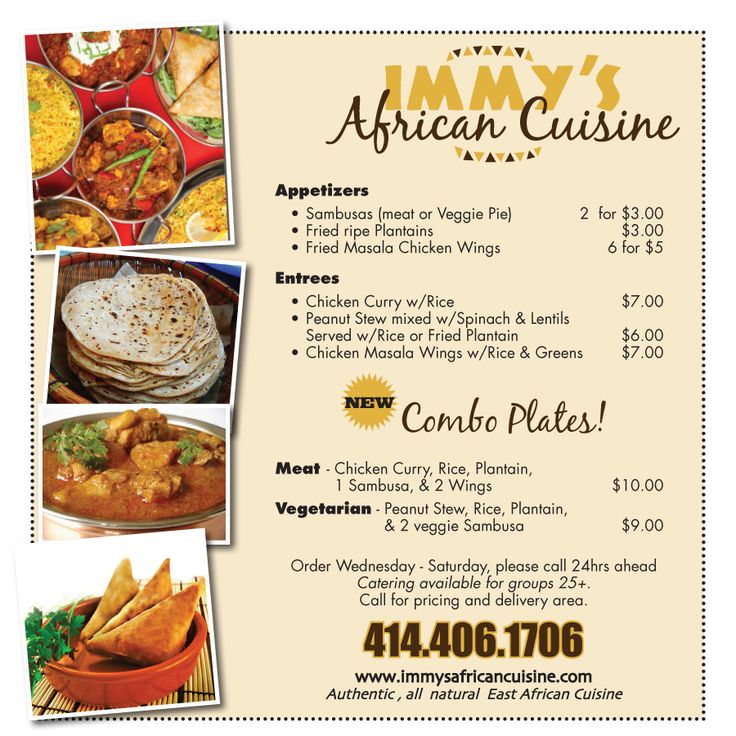 IMMY'S
African Cuisine
Appetizers
• Sambusas (meat or Veggie Pie) 2 for $3.00
• Fried ripe Plantains $3.00
• Fried Masala Chicken Wings 6 for $5
Entrees
• Chicken Curry w/Rice $7.00
• Peanut Stew mixed w/Spinach & Lentils
Served w/Rice or Fried Plantain $6.00
• Chicken Masala Wings w/Rice & Greens $7.00
NEW Combo Plates!
Meat - Chicken Curry, Rice, Plantain,
1 Sambusa, & 2 Wings $10.00
Vegetarian - Peanut Stew, Rice, Plantain,
& 2 veggie Sambusa $9.00
Order Wednesday - Saturday, please call 24hrs ahead
Catering available for groups 25+.
Call for pricing and delivery area.
414.406.1706
www.immysafricancuisine.com
Authentic , all natural East African Cuisine